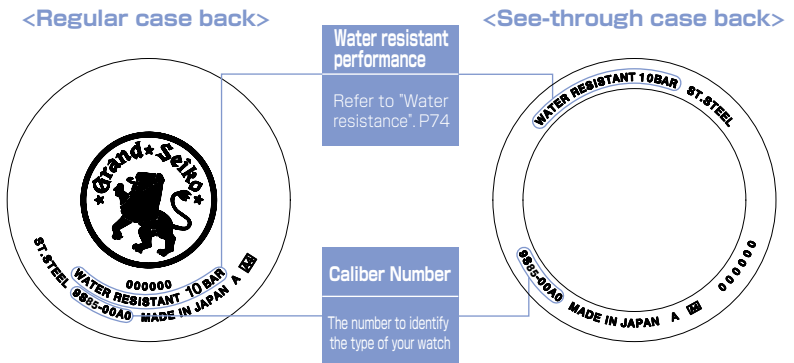 <Regular case back>
Water resistant
performance
Refer to "Water
resistance". P74
<See-through case back>
Grand★Seiko
000000
WATER RESISTANT 10 BAR
ST.STEEL 9S85-00A0 MADE IN JAPAN A
Caliber Number
The number to identify
the type of your watch
WATER RESISTANT 10BAR ST.STEEL
9S85-00A0 MADE IN JAPAN A 000000